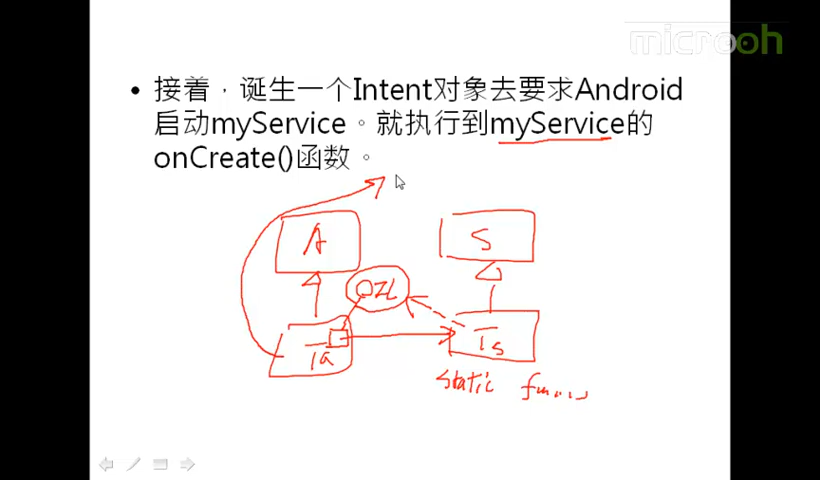 microoh
• 接着，诞生一个Intent对象去要求Android
启动myService。就执行到myService的
onCreate()函数。
A
S
Ta
Ts
static